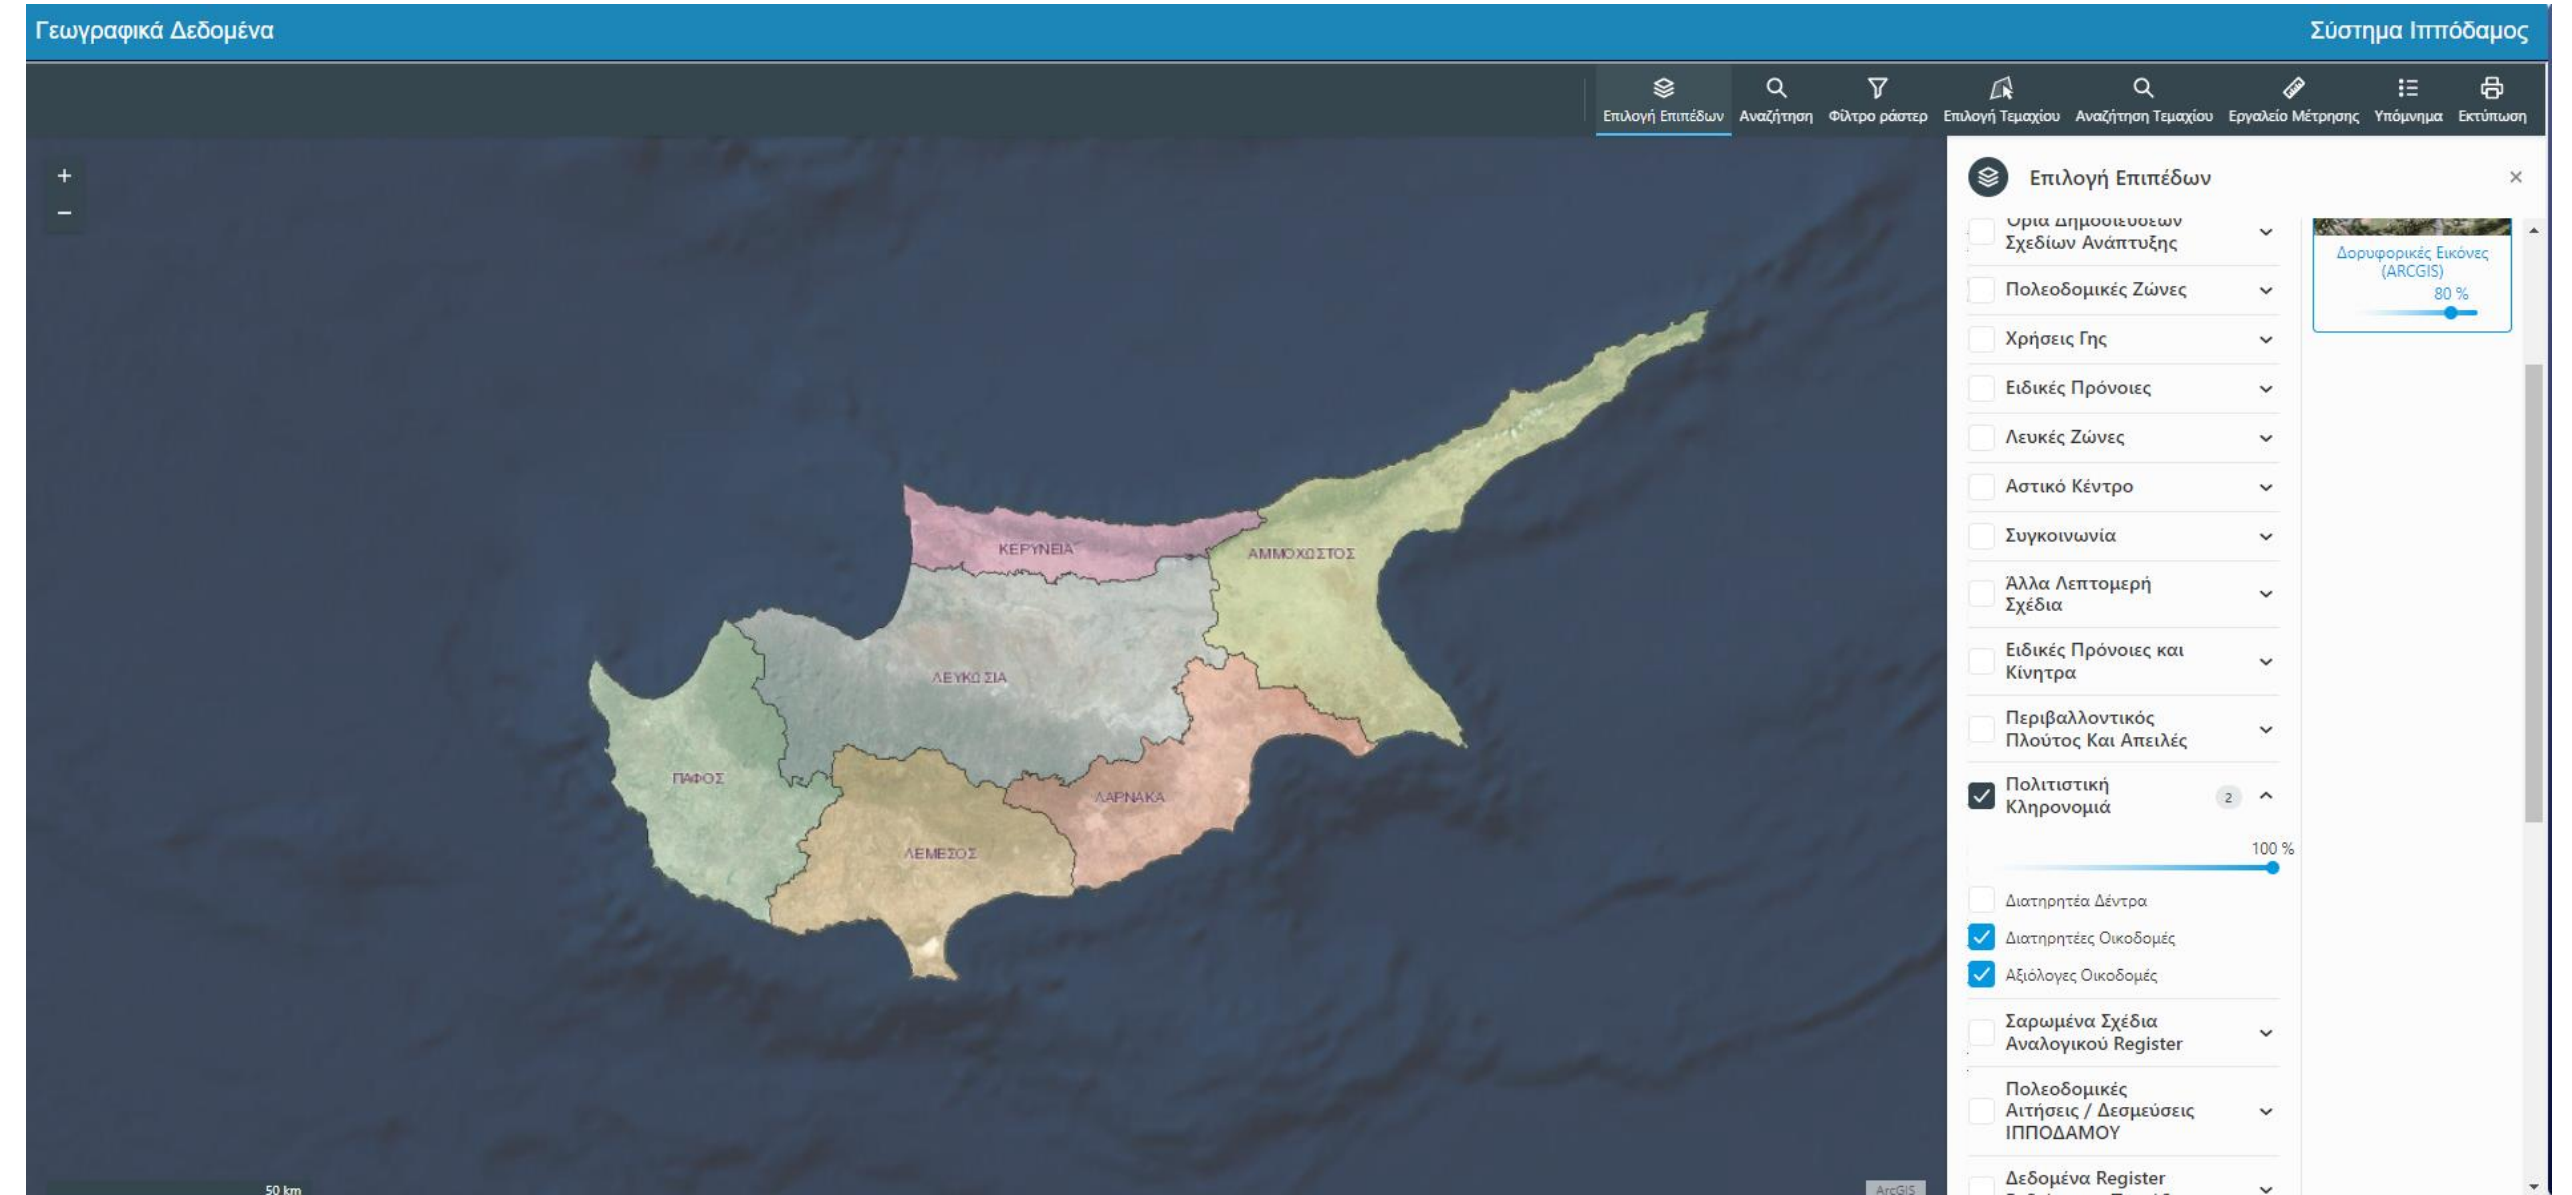 Γεωγραφικά Δεδομένα
Σύστημα Ιππόδαμος
Επιλογή Επιπέδων
Αναζήτηση
Φίλτρο ράστερ
Επιλογή Τεμαχίου
Αναζήτηση Τεμαχίου
Εργαλείο Μέτρησης
Υπόμνημα
Εκτύπωση
+
−
ΚΕΡΥΝΕΙΑ
ΑΜΜΟΧΩΣΤΟΣ
ΛΕΥΚΩΣΙΑ
ΠΑΦΟΣ
ΛΑΡΝΑΚΑ
ΛΕΜΕΣΟΣ
50 km
ArcGIS
Επιλογή Επιπέδων
Όρια Δημοσιεύσεων
Σχεδίων Ανάπτυξης
Πολεοδομικές Ζώνες
Χρήσεις Γης
Ειδικές Πρόνοιες
Λευκές Ζώνες
Αστικό Κέντρο
Συγκοινωνία
Άλλα Λεπτομερή
Σχέδια
Ειδικές Πρόνοιες και
Κίνητρα
Περιβαλλοντικός
Πλούτος Και Απειλές
Πολιτιστική
Κληρονομιά
2
100 %
Διατηρητέα Δέντρα
Διατηρητέες Οικοδομές
Αξιόλογες Οικοδομές
Σαρωμένα Σχέδια
Αναλογικού Register
Πολεοδομικές
Αιτήσεις / Δεσμεύσεις
ΙΠΠΟΔΑΜΟΥ
Δεδομένα Register
Δορυφορικές Εικόνες
(ARCGIS)
80 %